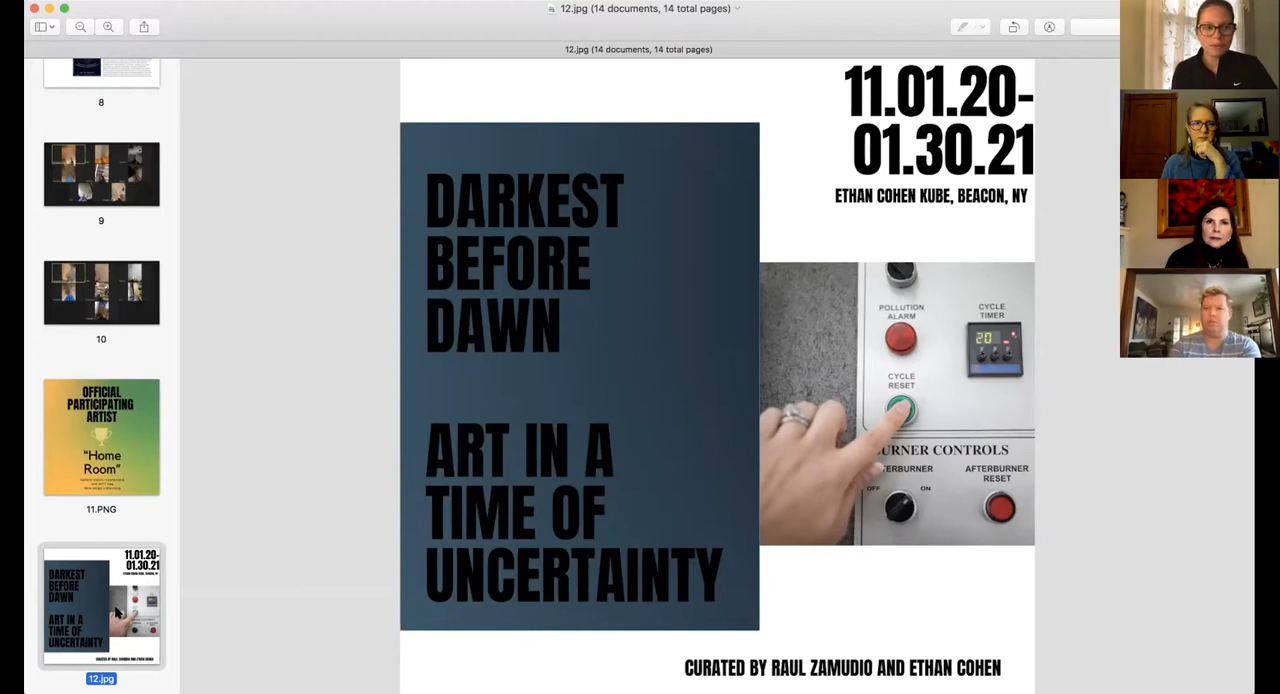 12.jpg (14 documents, 14 total pages)
12.jpg (14 documents, 14 total pages)
8
9
10
OFFICIAL
PARTICIPATING
ARTIST
"Home
Room"
11.PNG
11.01.20-
01.30.21
DARKEST
BEFORE
DAWN
ART IN A
TIME OF
UNCERTAINTY
12.jpg
11.01.20-
01.30.21
ETHAN COHEN KUBE, BEACON, NY
DARKEST
BEFORE
DAWN
ART IN A
TIME OF
UNCERTAINTY
POLLUTION
ALARM
CYCLE
TIMER
20
CYCLE
RESET
URNER CONTROLS
TERBURNER
OFF
ON
AFTERBURNER
RESET
CURATED BY RAUL ZAMUDIO AND ETHAN COHEN